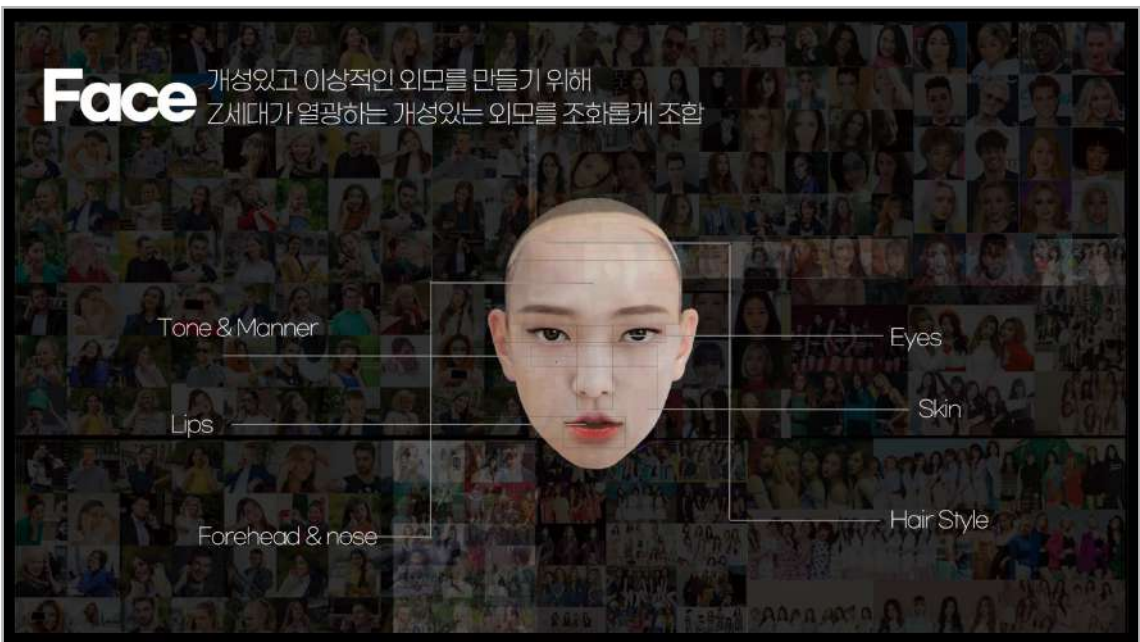 Face
개성있고 이상적인 외모를 만들기 위해
Z세대가 열광하는 개성있는 외모를 조화롭게 조합
Tone & Manner
Eyes
Lips
Skin
Forehead & nose
Hair Style